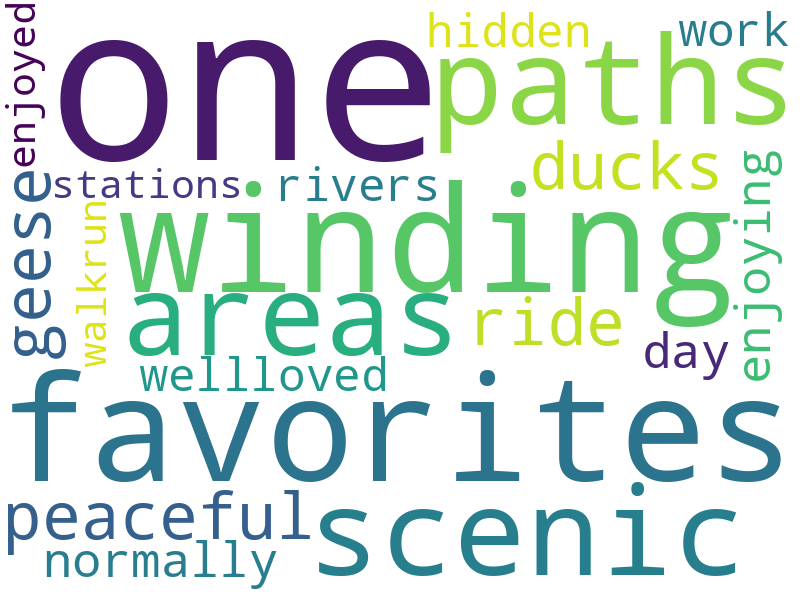 enjoyed
one
hidden
work
paths
ducks
stations
rivers
geese
walkrun
winding
enjoying
areas
ride
day
wellloved
favorites
peaceful
scenic
normally